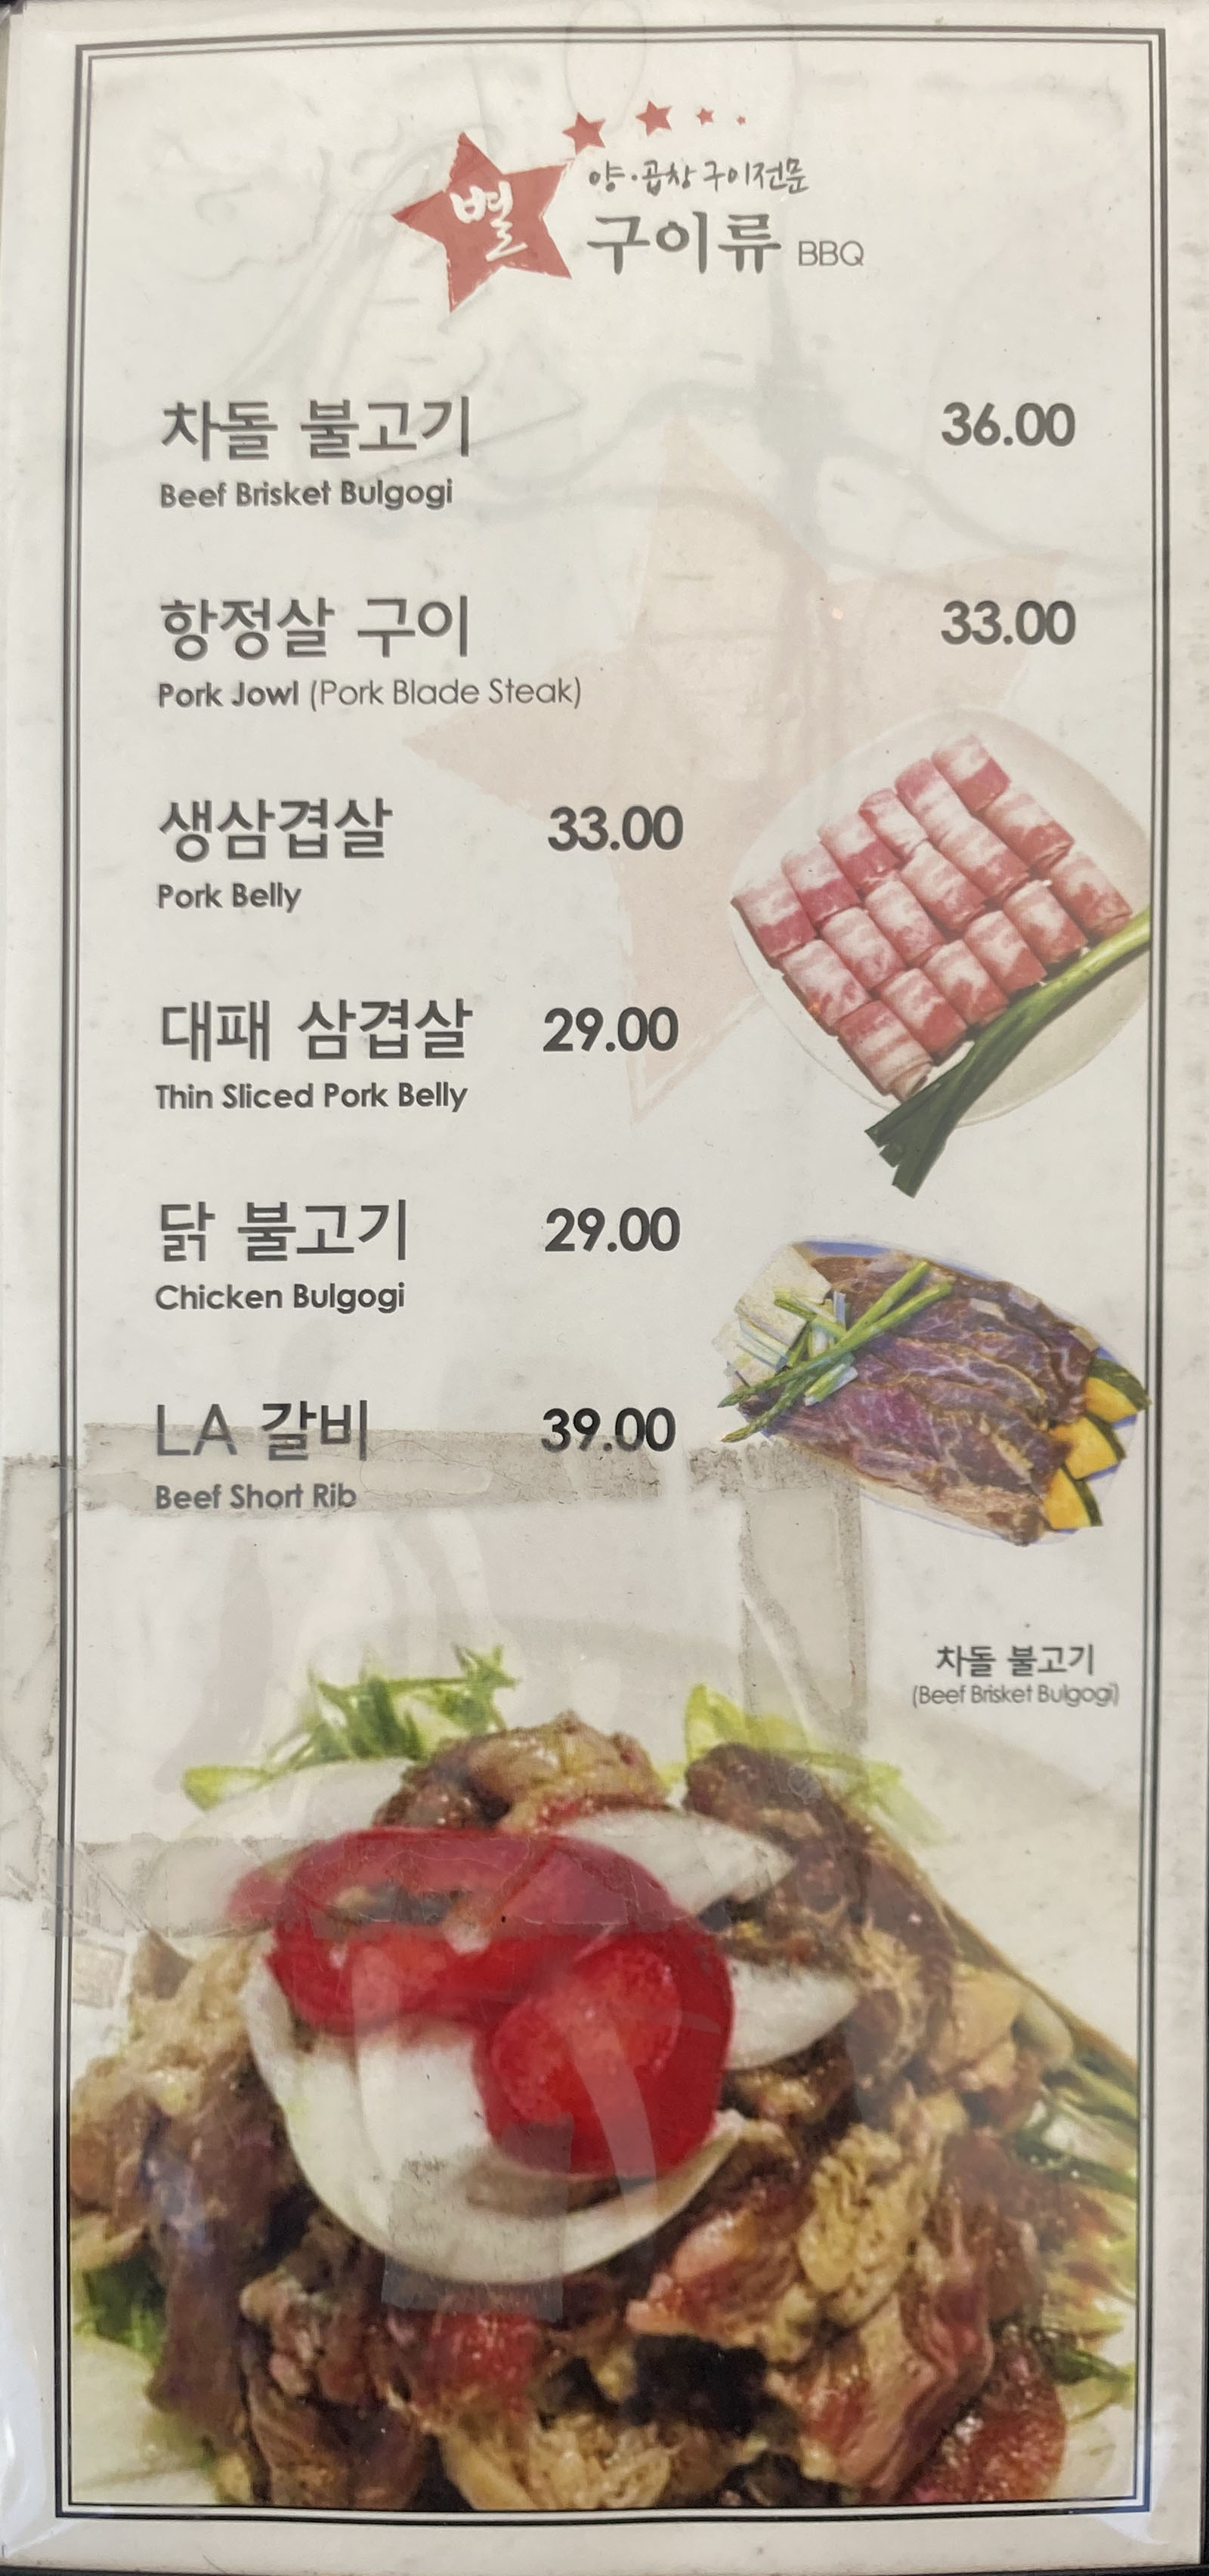 별
양·곱창 구이전문
구이류 BBQ
차돌 불고기 36.00
Beef Brisket Bulgogi
항정살 구이 33.00
Pork Jowl (Pork Blade Steak)
생삼겹살 33.00
Pork Belly
대패 삼겹살 29.00
Thin Sliced Pork Belly
닭 불고기 29.00
Chicken Bulgogi
LA 갈비 39.00
Beef Short Rib
차돌 불고기
(Beef Brisket Bulgogi)